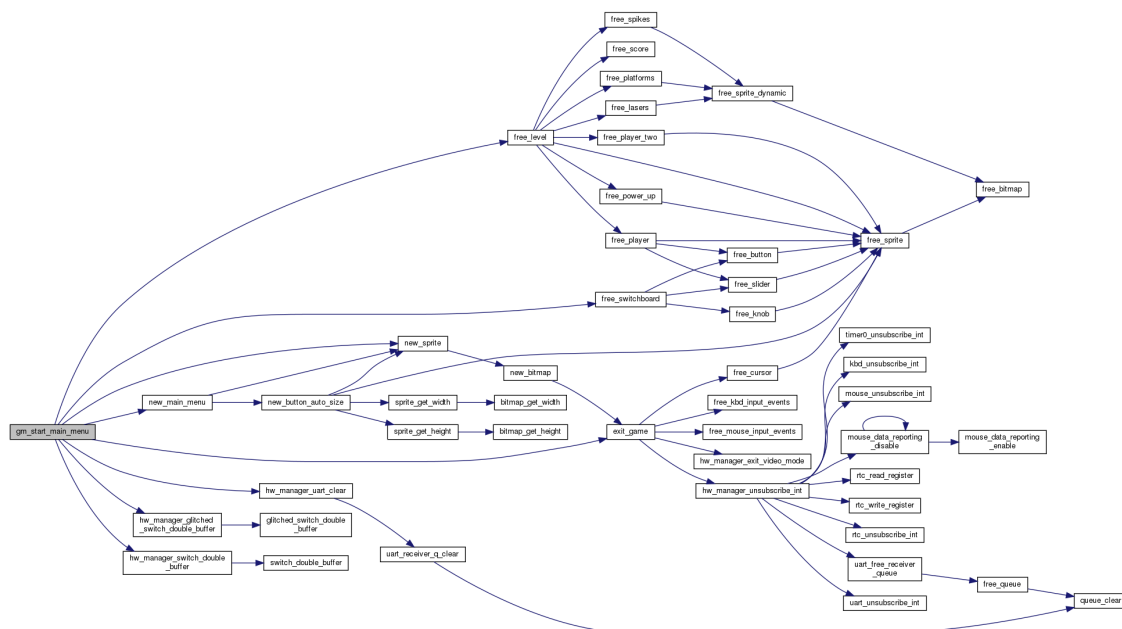 free_spikes
free_score
free_platforms
free_sprite_dynamic
free_lasers
free_level
free_player_two
free_bitmap
free_power_up
free_player
free_sprite
free_button
free_slider
free_switchboard
free_knob
timer0_unsubscribe_int
new_sprite
kbd_unsubscribe_int
new_bitmap
free_cursor
mouse_unsubscribe_int
new_main_menu
new_button_auto_size
sprite_get_width
bitmap_get_width
free_kbd_input_events
gm_start_main_menu
sprite_get_height
bitmap_get_height
exit_game
free_mouse_input_events
mouse_data_reporting
_disable
mouse_data_reporting
_enable
hw_manager_exit_video_mode
rtc_read_register
hw_manager_uart_clear
hw_manager_unsubscribe_int
rtc_write_register
hw_manager_glitched
_switch_double_buffer
glitched_switch_double
_buffer
rtc_unsubscribe_int
uart_receiver_q_clear
hw_manager_switch_double
_buffer
switch_double_buffer
uart_free_receiver
_queue
free_queue
uart_unsubscribe_int
queue_clear